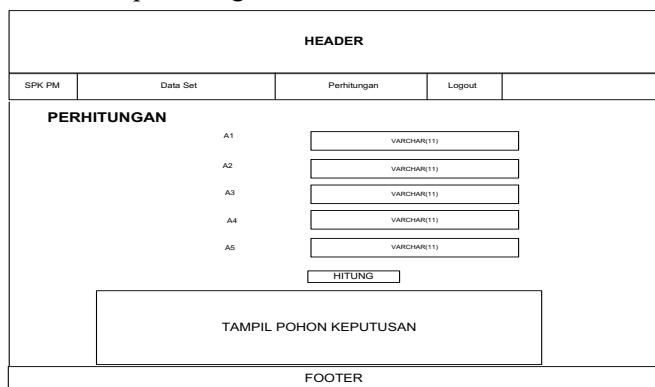 HEADER
SPK PM Data Set Perhitungan Logout
PERHITUNGAN
A1 VARCHAR(11)
A2 VARCHAR(11)
A3 VARCHAR(11)
A4 VARCHAR(11)
A5 VARCHAR(11)
HITUNG
TAMPIL POHON KEPUTUSAN
FOOTER